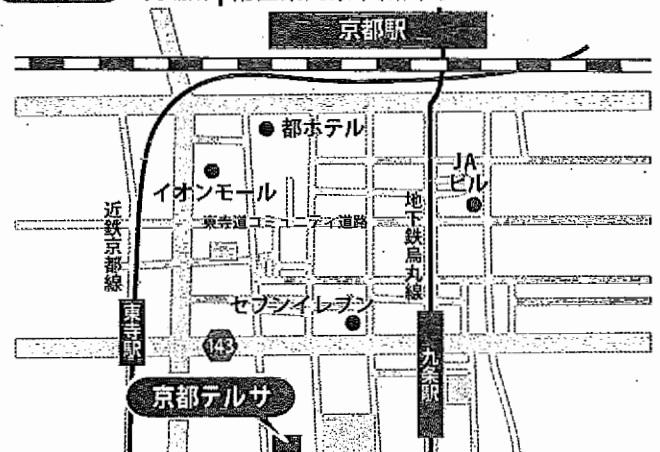 京都駅
都ホテル
JA
ビル
イオンモール
近鉄京都線
東寺道コミュニティ道路
地下鉄烏丸線
セブンイレブン
東寺駅
143
九条駅
京都テルサ